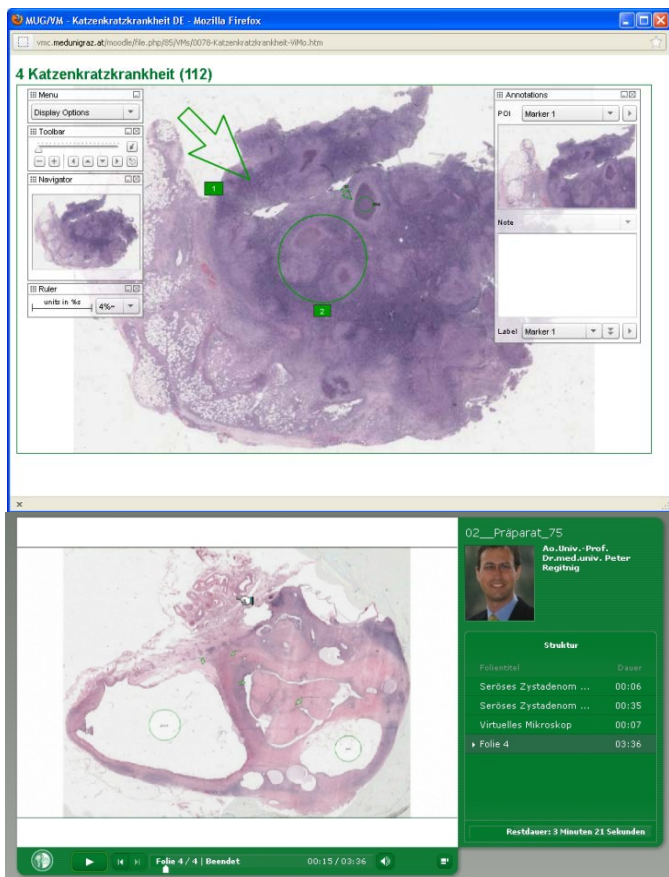 MUG/VM - Katzenkratzkrankheit DE - Mozilla Firefox
vmc.medunigraz.at/moodle/file.php/85/VMs/0078-Katzenkratzkrankheit-ViMo.htm
4 Katzenkratzkrankheit (112)
Menu
Display Options
Toolbar
Navigator
Ruler
units in %s
4%~
1
2
Annotations
POI
Marker 1
Note
Label
Marker 1
02__Präparat_75
Ao.Univ.-Prof.
Dr.med.univ. Peter
Regitnig
Struktur
Folientitel Dauer
Seröses Zystadenom ... 00:06
Seröses Zystadenom ... 00:35
Virtuelles Mikroskop 00:07
Folie 4 03:36
Restdauer: 3 Minuten 21 Sekunden
Folie 4 / 4 | Beendet 00:15 / 03:36